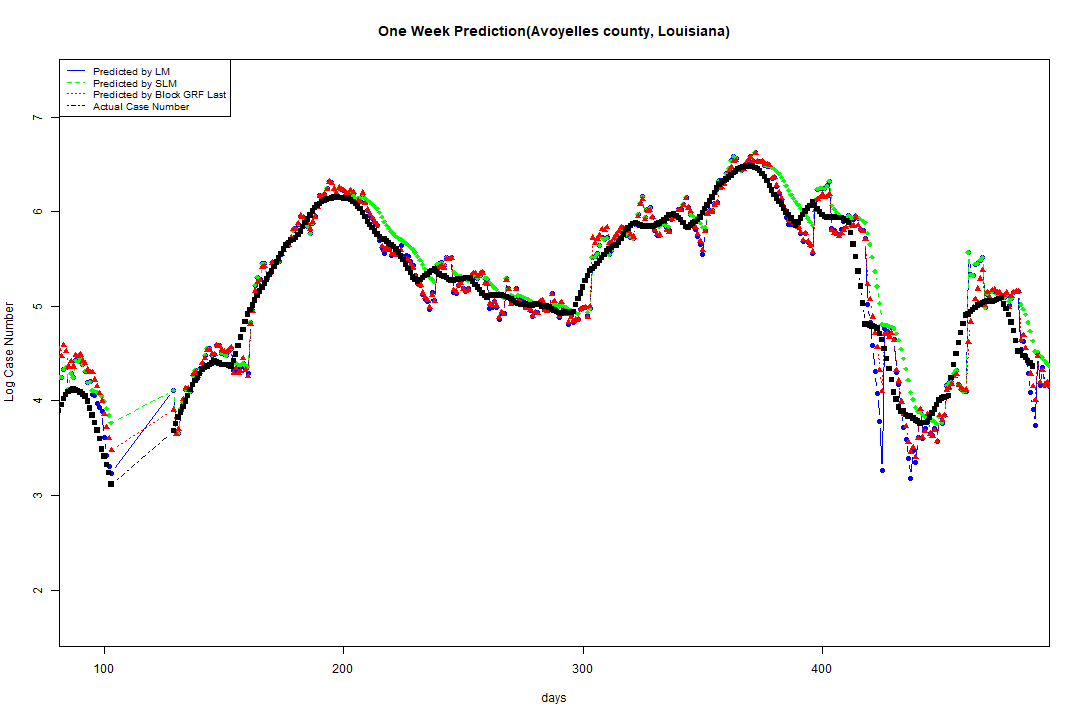 One Week Prediction(Avoyelles county, Louisiana)
Predicted by LM
Predicted by SLM
Predicted by Block GRF Last
Actual Case Number
7
6
5
4
3
2
Log Case Number
100 200 300 400
days